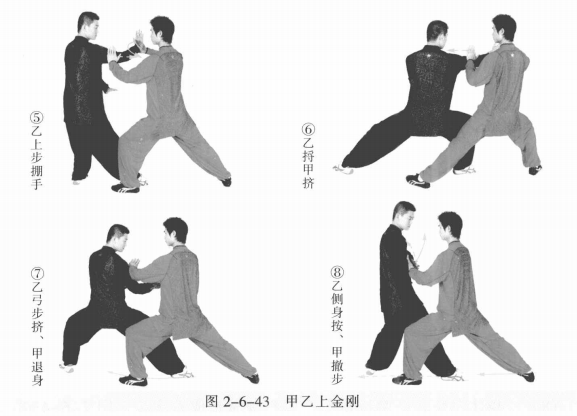 ⑤乙上步掤手
⑥乙捋甲挤
⑦乙弓步挤、甲退身
⑧乙侧身按、甲撤步
图 2-6-43 甲乙上金刚